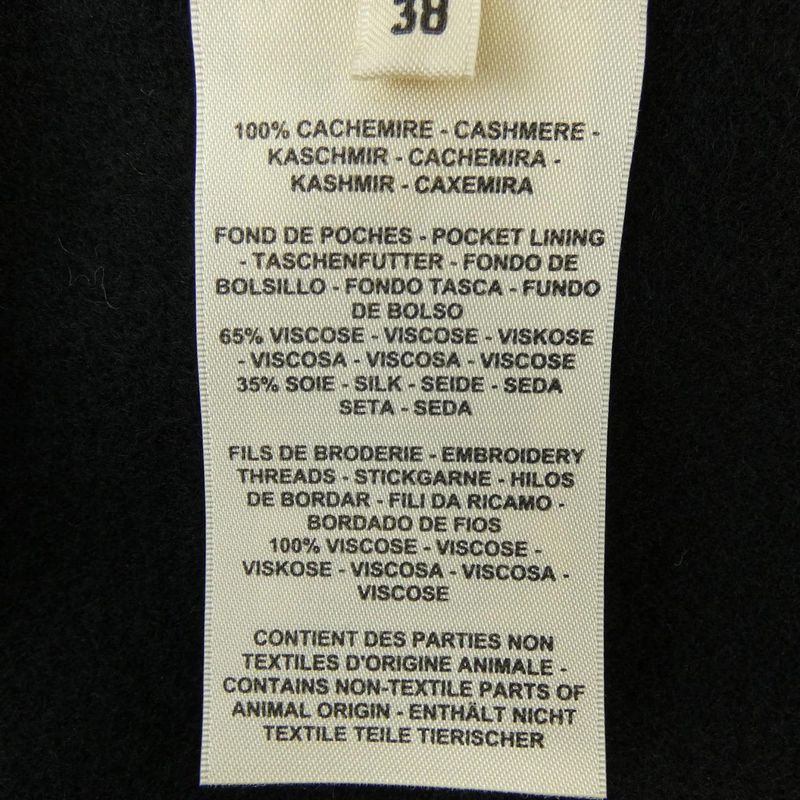 38
100% CACHEMIRE - CASHMERE -
KASCHMIR - CACHEMIRA -
KASHMIR - CAXEMIRA
FOND DE POCHES - POCKET LINING
- TASCHENFUTTER - FONDO DE
BOLSILLO - FONDO TASCA - FUNDO
DE BOLSO
65% VISCOSE - VISCOSE - VISKOSE
- VISCOSA - VISCOSA - VISCOSE
35% SOIE - SILK - SEIDE - SEDA
SETA - SEDA
FILS DE BRODERIE - EMBROIDERY
THREADS - STICKGARNE - HILOS
DE BORDAR - FILI DA RICAMO -
BORDADO DE FIOS
100% VISCOSE - VISCOSE -
VISKOSE - VISCOSA - VISCOSA -
VISCOSE
CONTIENT DES PARTIES NON
TEXTILES D'ORIGINE ANIMALE -
CONTAINS NON-TEXTILE PARTS OF
ANIMAL ORIGIN - ENTHÄLT NICHT
TEXTILE TEILE TIERISCHER